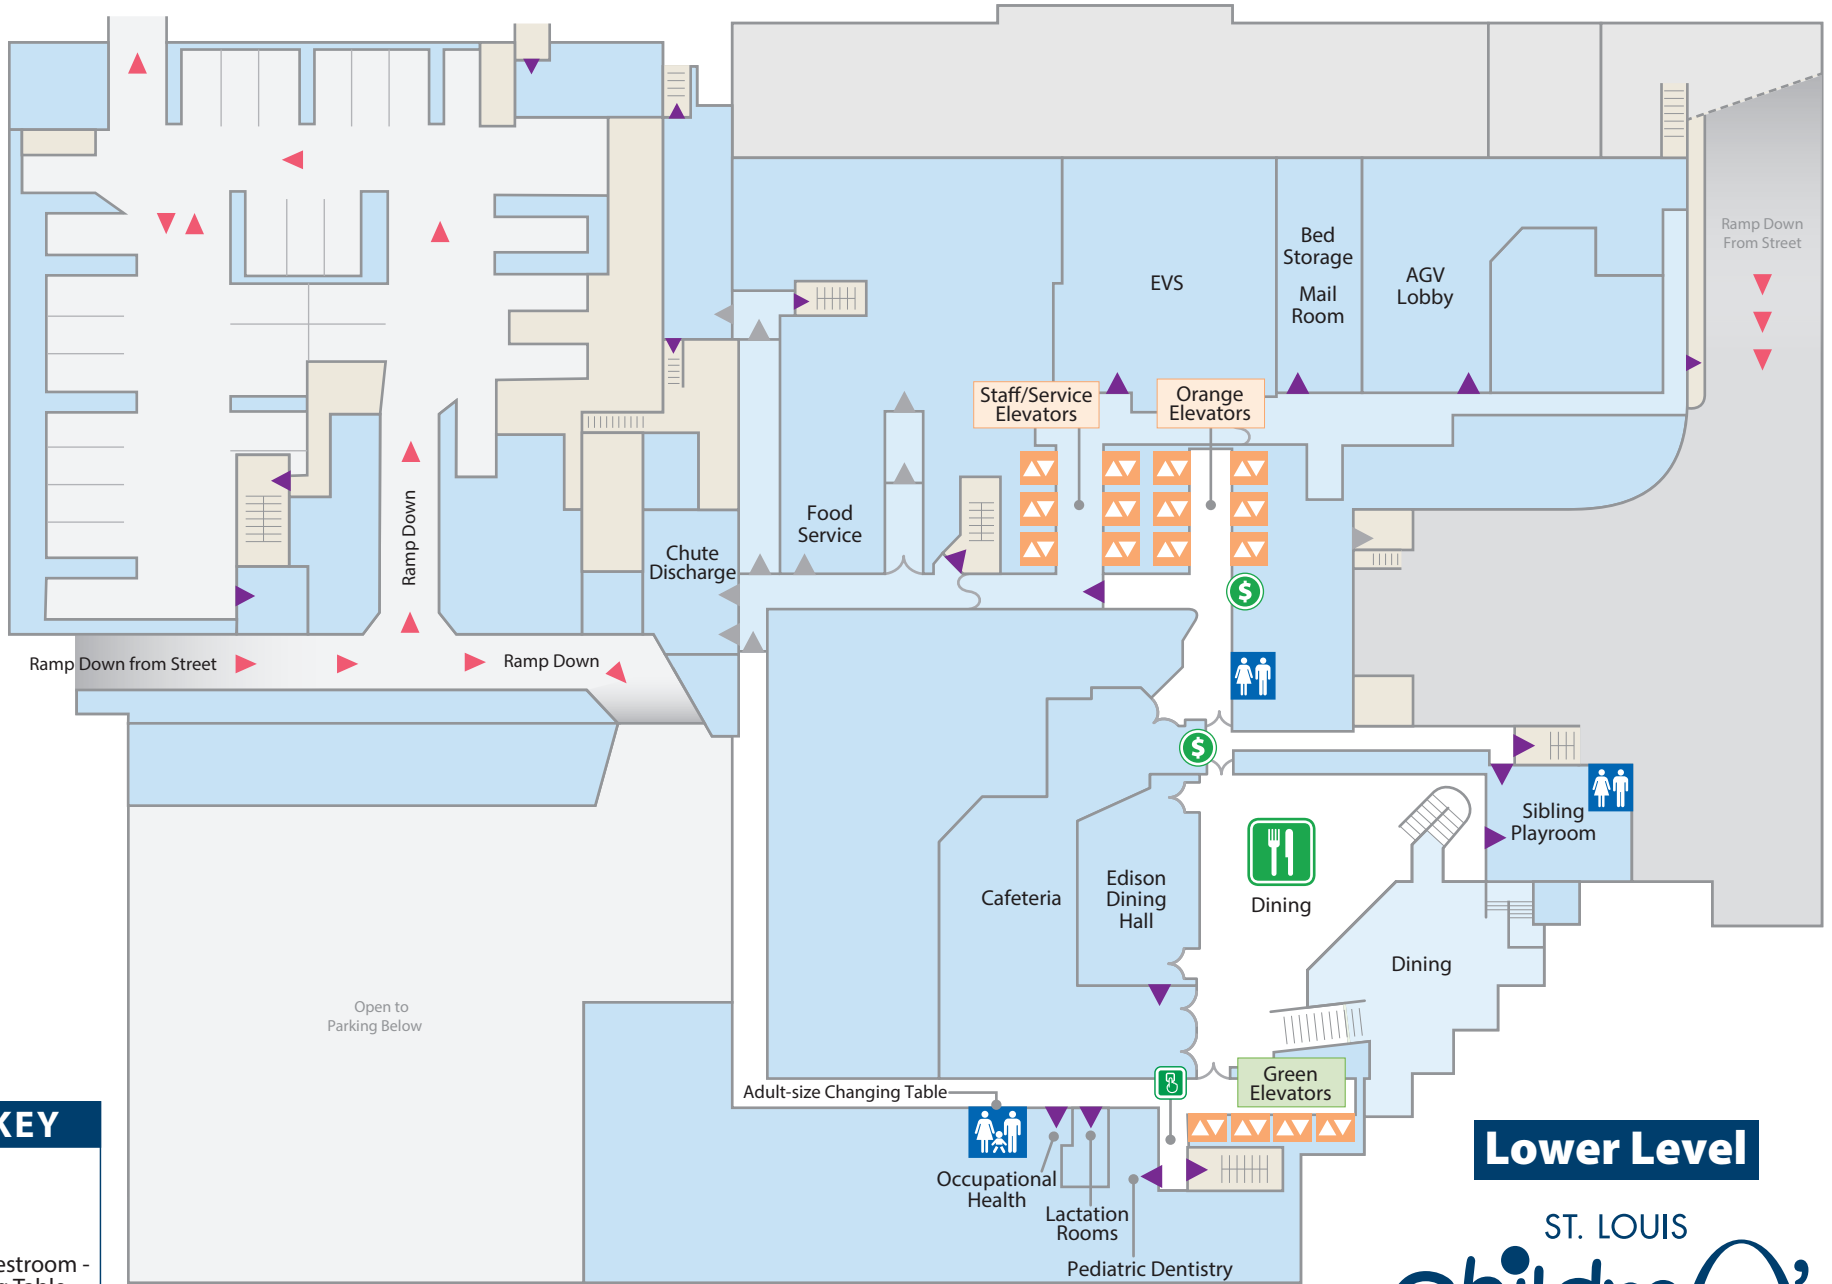 Ramp Down
From Street
Bed
Storage
Mail
Room
EVS
AGV
Lobby
Staff/Service
Elevators
Orange
Elevators
Food
Service
Chute
Discharge
Ramp Down
Ramp Down from Street
Ramp Down
$
$
Sibling
Playroom
Cafeteria
Edison
Dining
Hall
Dining
Dining
Open to
Parking Below
Green
Elevators
Adult-size Changing Table
Occupational
Health
Lactation
Rooms
Pediatric Dentistry
KEY
Lower Level
ST. LOUIS